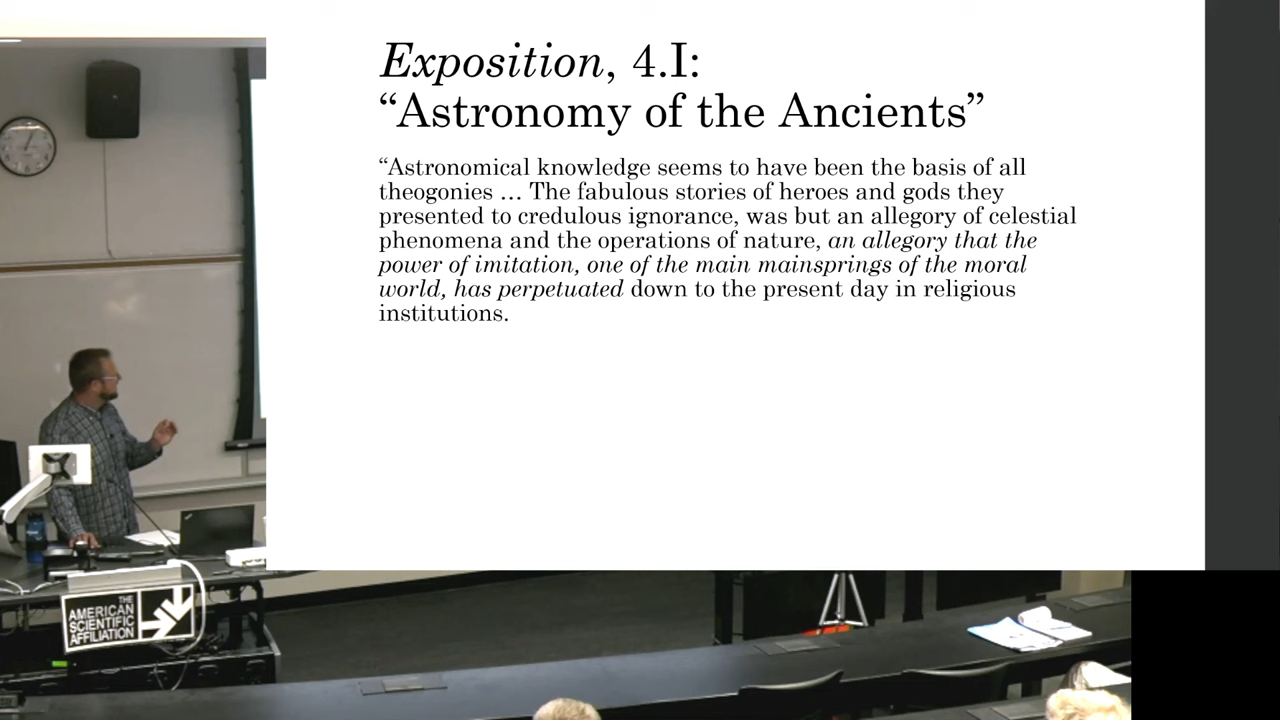 Exposition, 4.I:
“Astronomy of the Ancients”
“Astronomical knowledge seems to have been the basis of all
theogonies … The fabulous stories of heroes and gods they
presented to credulous ignorance, was but an allegory of celestial
phenomena and the operations of nature, an allegory that the
power of imitation, one of the main mainsprings of the moral
world, has perpetuated down to the present day in religious
institutions.
THE
AMERICAN
SCIENTIFIC
AFFILIATION